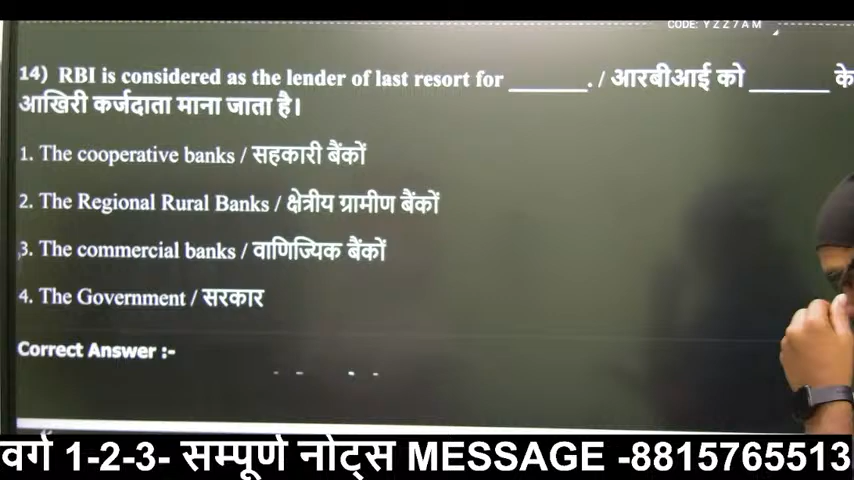 CODE: YZZ7AM
14) RBI is considered as the lender of last resort for ______. / आरबीआई को ______ के
आखिरी कर्जदाता माना जाता है।
1. The cooperative banks / सहकारी बैंकों
2. The Regional Rural Banks / क्षेत्रीय ग्रामीण बैंकों
3. The commercial banks / वाणिज्यिक बैंकों
4. The Government / सरकार
Correct Answer :-
वर्ग 1-2-3- सम्पूर्ण नोट्स MESSAGE -8815765513